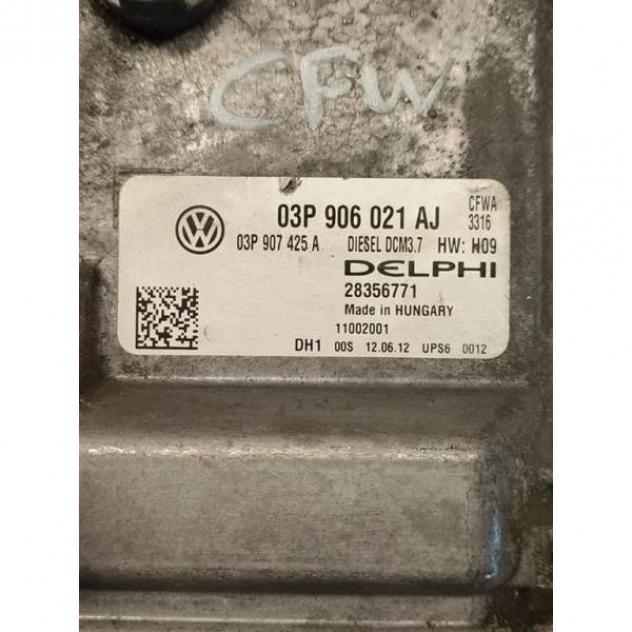 CFW
03P 906 021 AJ CFWA
3316
03P 907 425 A DIESEL DCM3.7 HW: H09
DELPHI
28356771
Made in HUNGARY
11002001
DH1 00S 12.06.12 UPS6 0012